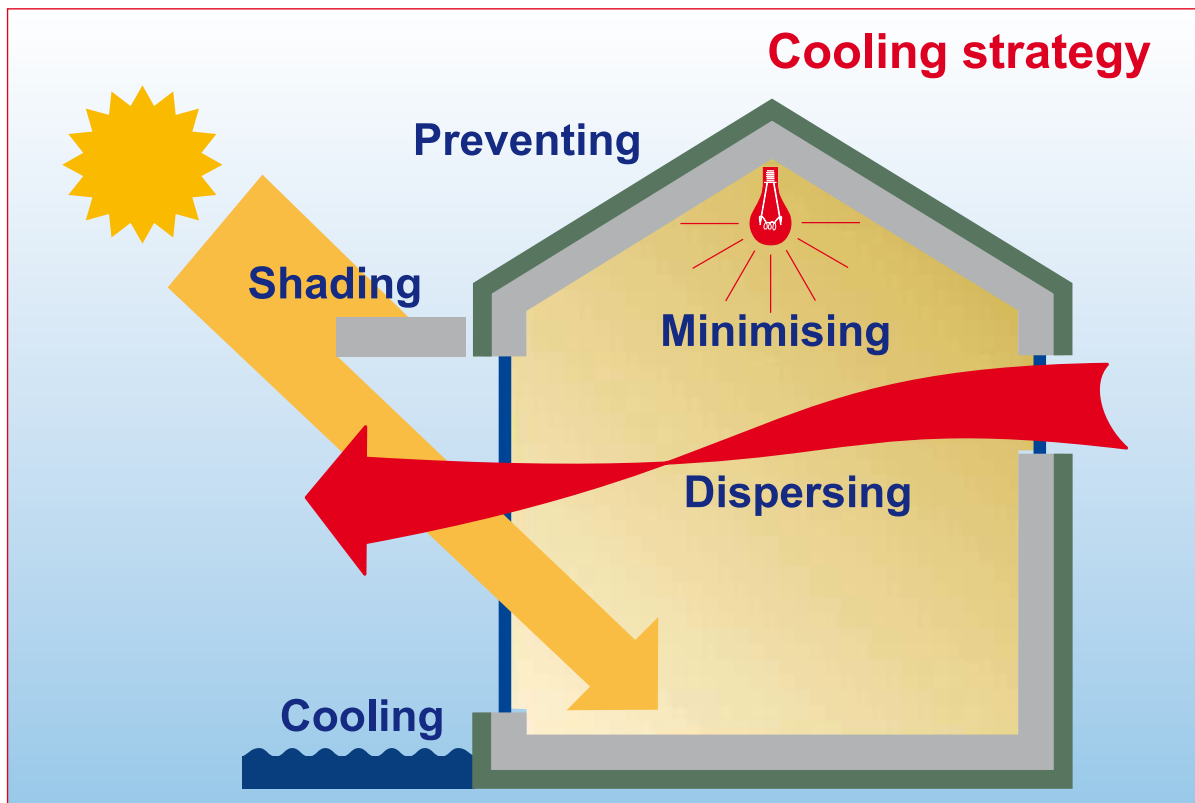 Cooling strategy
Preventing
Shading
Minimising
Dispersing
Cooling